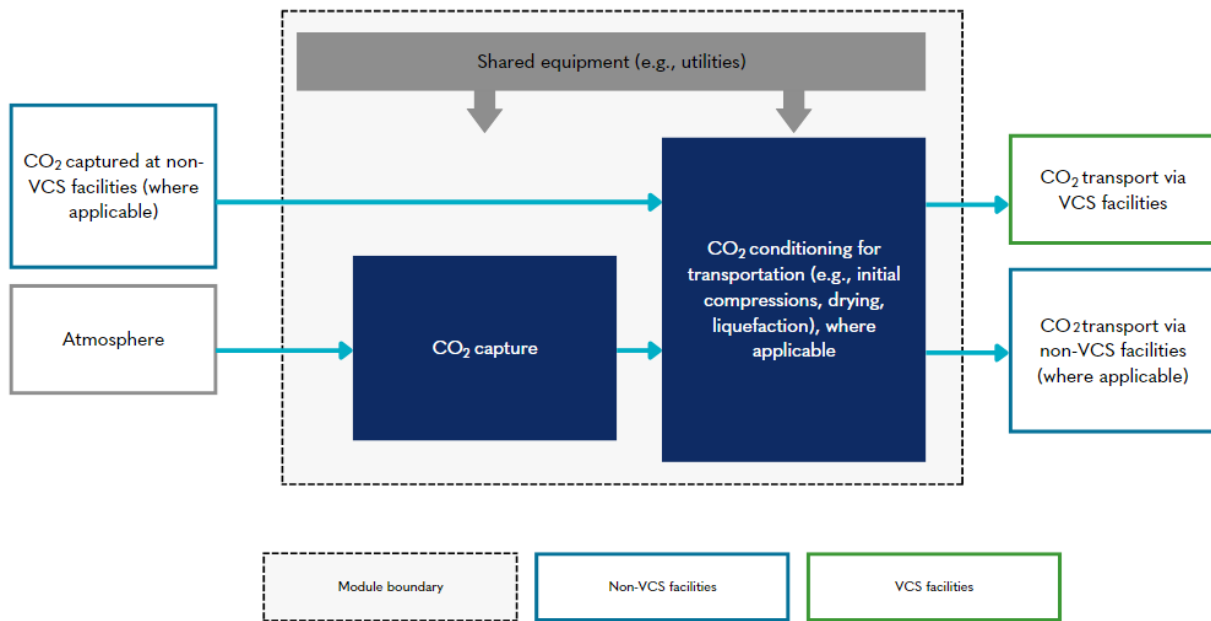 Shared equipment (e.g., utilities)
CO₂ captured at non-
VCS facilities (where
applicable)
Atmosphere
CO₂ capture
CO₂ conditioning for
transportation (e.g., initial
compressions, drying,
liquefaction), where
applicable
CO₂ transport via
VCS facilities
CO₂ transport via
non-VCS facilities
(where applicable)
Module boundary
Non-VCS facilities
VCS facilities